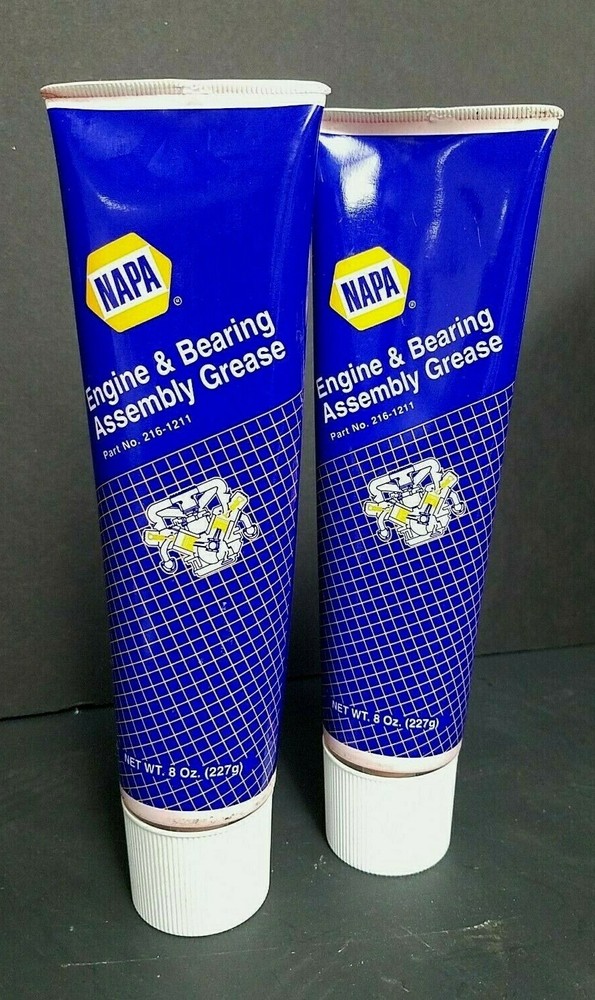 NAPA
®
Engine & Bearing
Assembly Grease
Part No. 216-1211
NET WT. 8 Oz. (227g)
NAPA
®
Engine & Bearing
Assembly Grease
Part No. 216-1211
NET WT. 8 Oz. (227g)